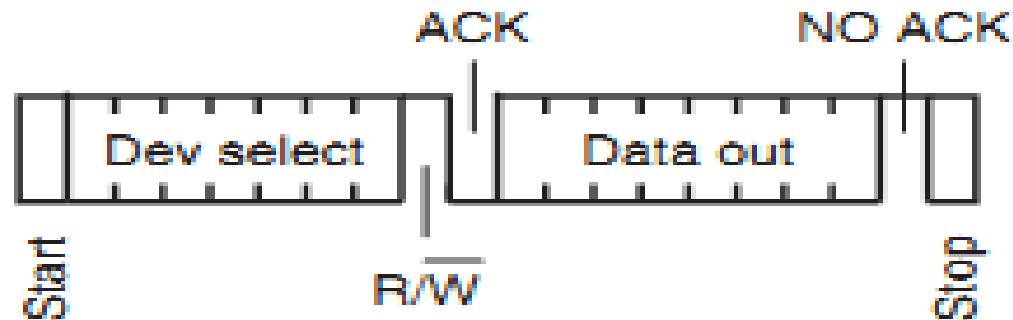 ACK
NO ACK
Dev select
Data out
Start
R/W̅
Stop